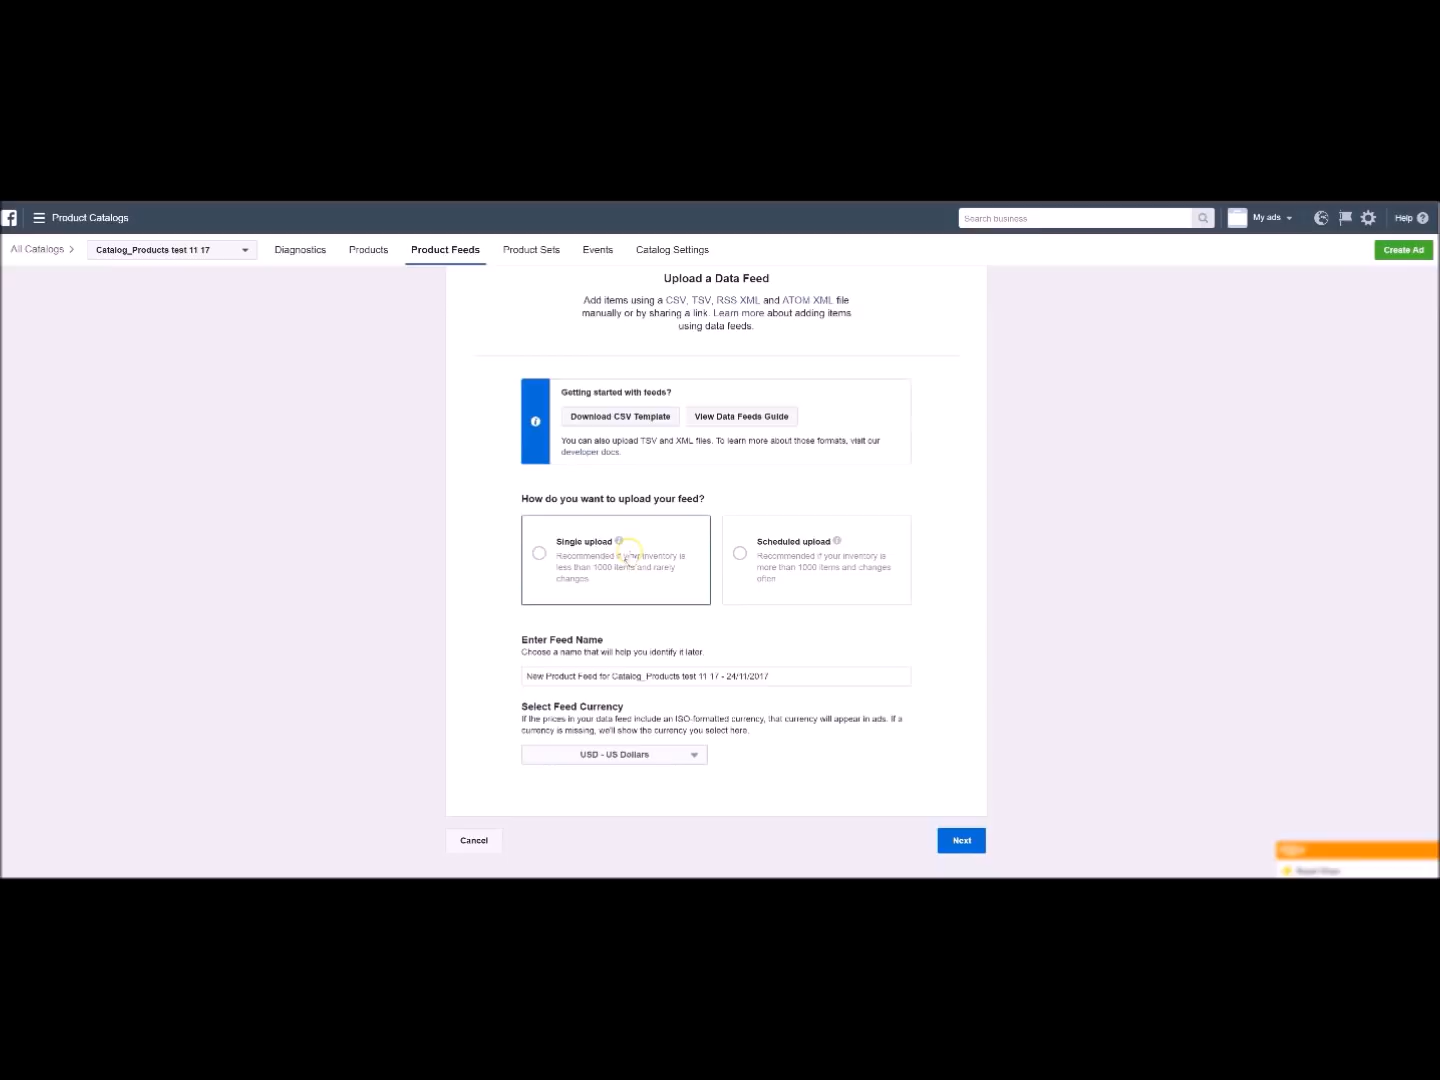 Product Catalogs
Search business
My ads
Help
All Catalogs
Catalog_Products test 11 17
Diagnostics
Products
Product Feeds
Product Sets
Events
Catalog Settings
Create Ad
Upload a Data Feed
Add items using a CSV, TSV, RSS XML and ATOM XML file
manually or by sharing a link. Learn more about adding items
using data feeds.
Getting started with feeds?
Download CSV Template
View Data Feeds Guide
You can also upload TSV and XML files. To learn more about those formats, visit our
developer docs.
How do you want to upload your feed?
Single upload
Recommended if your inventory is
less than 1000 items and rarely
changes.
Scheduled upload
Recommended if your inventory is
more than 1000 items and changes
often
Enter Feed Name
Choose a name that will help you identify it later.
New Product Feed for Catalog_Products test 11 17 - 24/11/2017
Select Feed Currency
If the prices in your data feed include an ISO-formatted currency, that currency will appear in ads. If a
currency is missing, we'll show the currency you select here.
USD - US Dollars
Cancel
Next